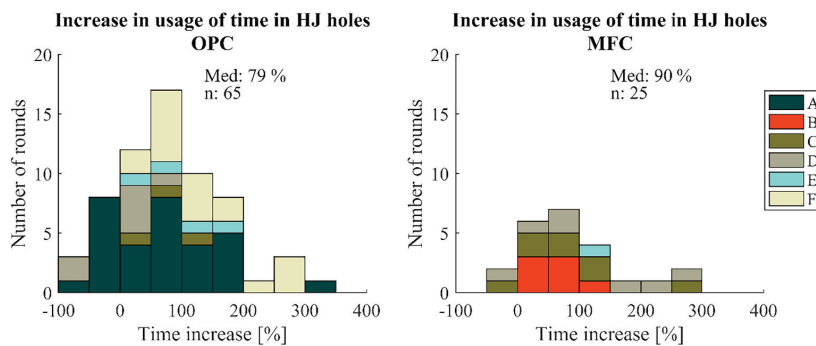 Increase in usage of time in HJ holes
OPC
Med: 79 %
n: 65
20
15
10
5
0
Number of rounds
-100 0 100 200 300 400
Time increase [%]
Increase in usage of time in HJ holes
MFC
Med: 90 %
n: 25
20
15
10
5
0
Number of rounds
-100 0 100 200 300 400
Time increase [%]
A
B
C
D
E
F